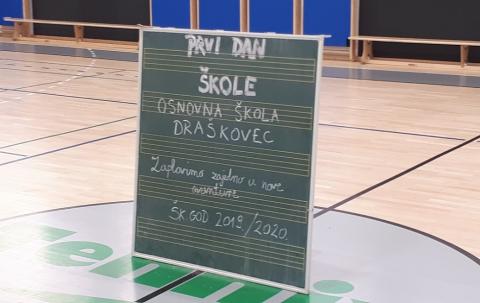 PRVI DAN
ŠKOLE
OSNOVNA ŠKOLA
DRAŠKOVEC
Zaplovimo zajedno u nove
avanture
ŠK. GOD 2019./2020.